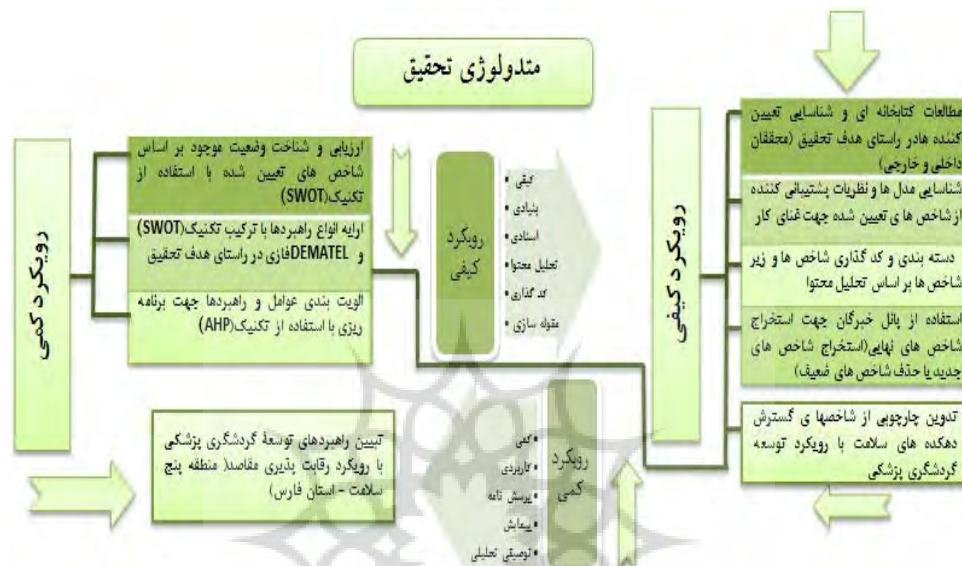 متدولوژی تحقیق
رویکرد کیفی
مطالعات کتابخانه ای و شناسایی تعیین
کننده هادر راستای هدف تحقیق (محققان
داخلی و خارجی)
شناسایی مدل ها و نظریات پشتیبانی کننده
از شاخص ها ی تعیین شده جهت غنای کار
دسته بندی و کد گذاری شاخص ها و زیر
شاخص ها بر اساس تحلیل محتوا
استفاده از پانل خبرگان جهت استخراج
شاخص های نهایی(استخراج شاخص های
جدید یا حذف شاخص های ضعیف)
تدوین چارچوبی از شاخصها ی گسترش
دهکده های سلامت با رویکرد توسعه
گردشگری پزشکی
رویکرد
کیفی
• کیفی
• بنیادی
• اسنادی
• تحلیل محتوا
• کد گذاری
• مقوله سازی
رویکرد کمی
ارزیابی و شناخت وضعیت موجود بر اساس
شاخص های تعیین شده با استفاده از
تکنیک(SWOT)
ارایه انواع راهبردها با ترکیب تکنیک(SWOT)
و DEMATELفازی در راستای هدف تحقیق
الویت بندی عوامل و راهبردها جهت برنامه
ریزی با استفاده از تکنیک(AHP)
رویکرد
کمی
• کمی
• کاربردی
• پرسش نامه
• پیمایش
• توصیقی تحلیلی
تبیین راهبردهای توسعۀ گردشگری پزشکی
با رویکرد رقابت پذیری مقاصد( منطقه پنج
سلامت - استان فارس)